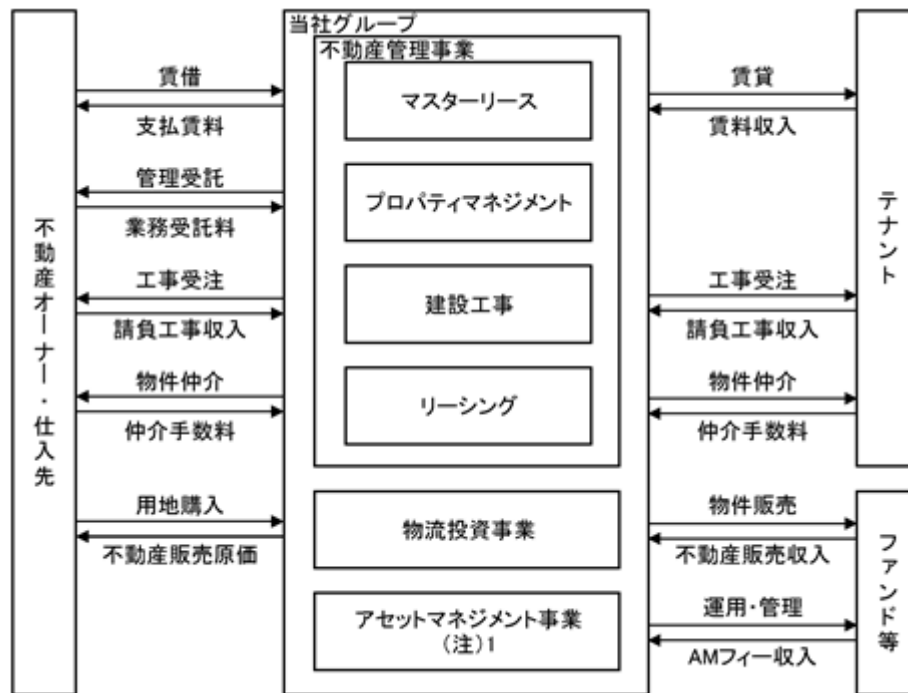 当社グループ
不動産管理事業
賃借
支払賃料
マスターリース
賃貸
賃料収入
管理受託
業務受託料
プロパティマネジメント
工事受注
請負工事収入
建設工事
工事受注
請負工事収入
物件仲介
仲介手数料
リーシング
物件仲介
仲介手数料
用地購入
不動産販売原価
物流投資事業
物件販売
不動産販売収入
アセットマネジメント事業
(注)1
運用・管理
AMフィー収入
不動産オーナー・仕入先
テナント
ファンド等